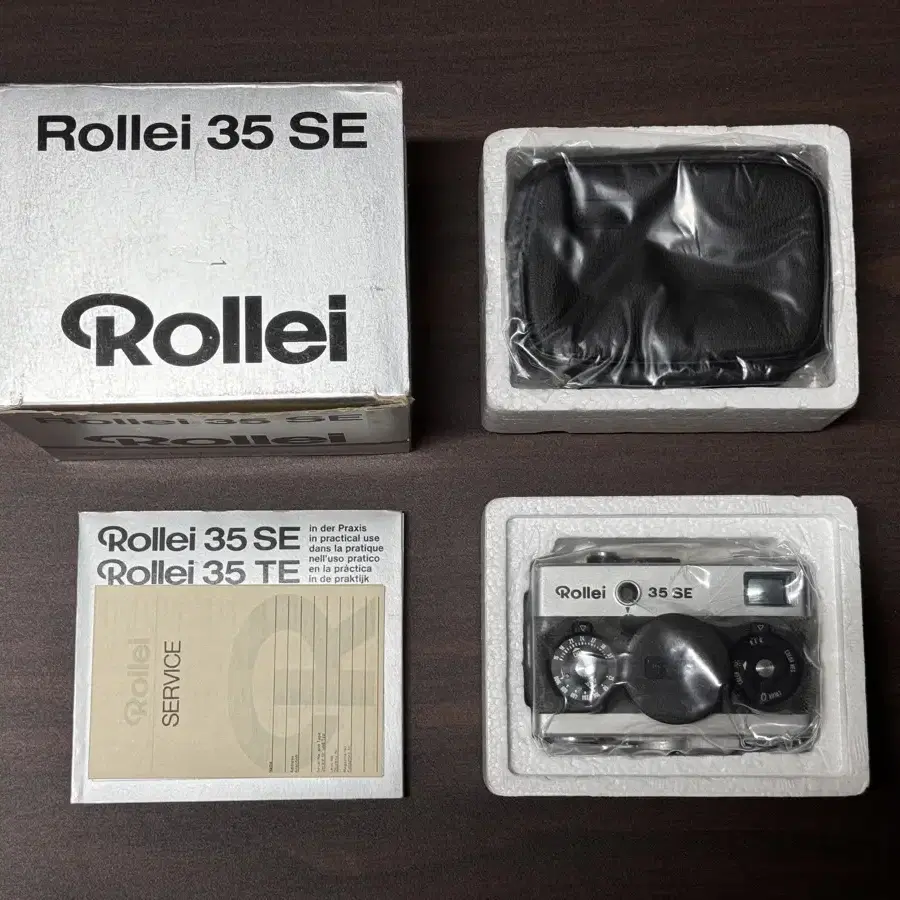 Rollei 35 SE
Rollei
Rollei 35 SE
Rollei
Rollei 35 SE
Rollei 35 TE
in der Praxis
in practical use
dans la pratique
nell'uso pratico
en la práctica
in de praktijk
Rollei
SERVICE
Rollei
35 SE